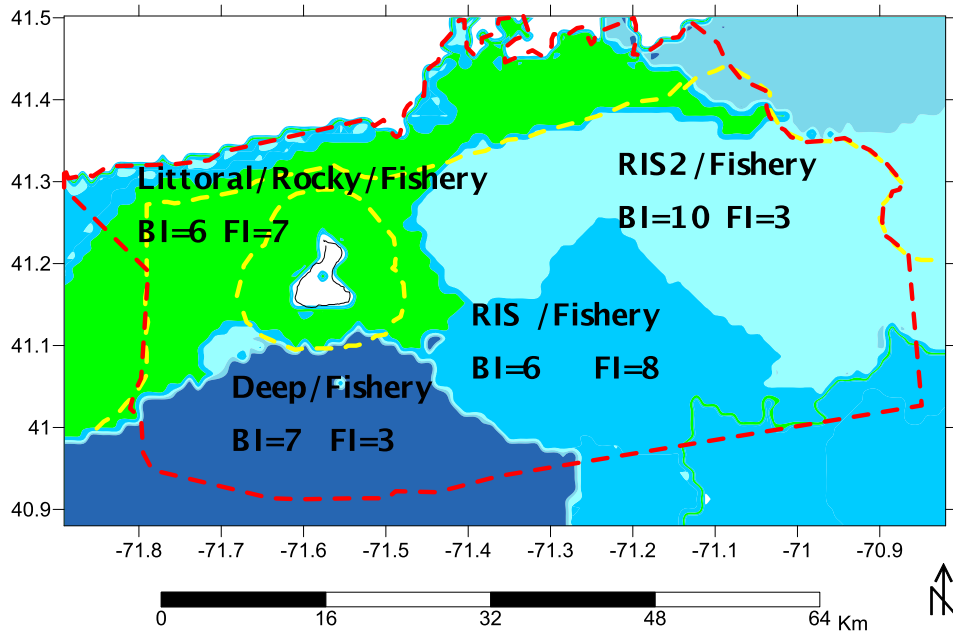 41.5
41.4
41.3
41.2
41.1
41
40.9
Littoral/Rocky/Fishery
BI=6 FI=7
RIS2/Fishery
BI=10 FI=3
RIS /Fishery
BI=6 FI=8
Deep/Fishery
BI=7 FI=3
-71.8 -71.7 -71.6 -71.5 -71.4 -71.3 -71.2 -71.1 -71 -70.9
0 16 32 48 64 Km
N